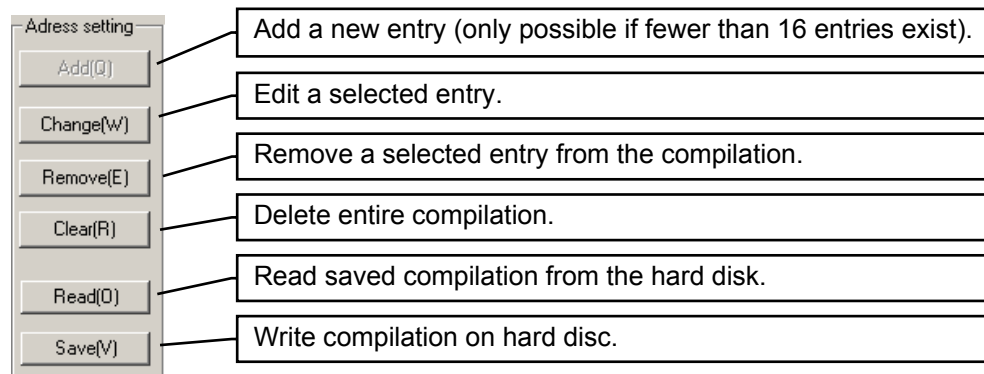 Adress setting
Add(Q)
Add a new entry (only possible if fewer than 16 entries exist).
Change(W)
Edit a selected entry.
Remove(E)
Remove a selected entry from the compilation.
Clear(R)
Delete entire compilation.
Read(O)
Read saved compilation from the hard disk.
Save(V)
Write compilation on hard disc.